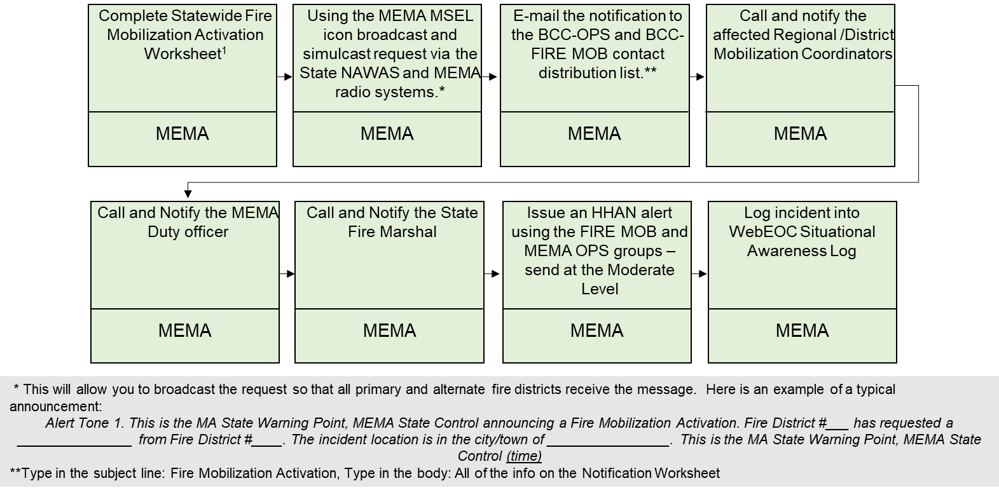 Complete Statewide Fire
Mobilization Activation
Worksheet1
MEMA
Using the MEMA MSEL
icon broadcast and
simulcast request via the
State NAWAS and MEMA
radio systems.*
MEMA
E-mail the notification to
the BCC-OPS and BCC-
FIRE MOB contact
distribution list.**
MEMA
Call and notify the
affected Regional /District
Mobilization Coordinators
MEMA
Call and Notify the MEMA
Duty officer
MEMA
Call and Notify the State
Fire Marshal
MEMA
Issue an HHAN alert
using the FIRE MOB and
MEMA OPS groups –
send at the Moderate
Level
MEMA
Log incident into
WebEOC Situational
Awareness Log
MEMA
* This will allow you to broadcast the request so that all primary and alternate fire districts receive the message. Here is an example of a typical
announcement:
Alert Tone 1. This is the MA State Warning Point, MEMA State Control announcing a Fire Mobilization Activation. Fire District #___ has requested a
_______________ from Fire District #____. The incident location is in the city/town of ________________. This is the MA State Warning Point, MEMA State
Control (time)
**Type in the subject line: Fire Mobilization Activation, Type in the body: All of the info on the Notification Worksheet